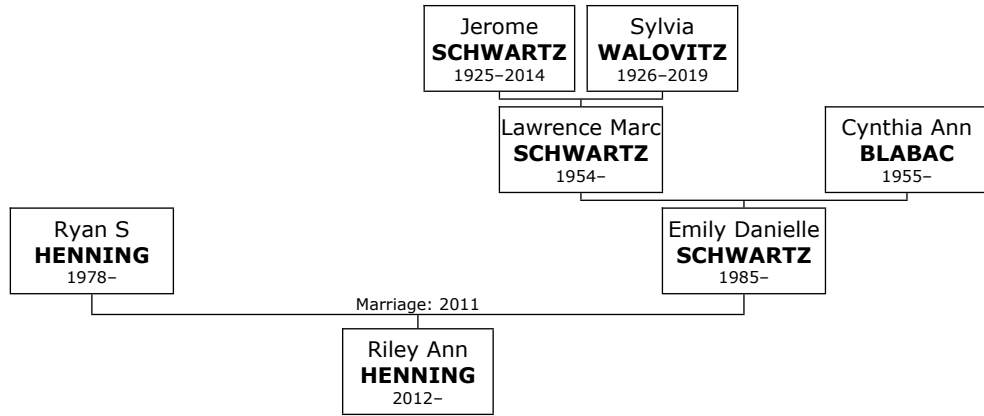 Jerome
SCHWARTZ
1925–2014
Sylvia
WALOVITZ
1926–2019
Lawrence Marc
SCHWARTZ
1954–
Cynthia Ann
BLABAC
1955–
Ryan S
HENNING
1978–
Emily Danielle
SCHWARTZ
1985–
Marriage: 2011
Riley Ann
HENNING
2012–